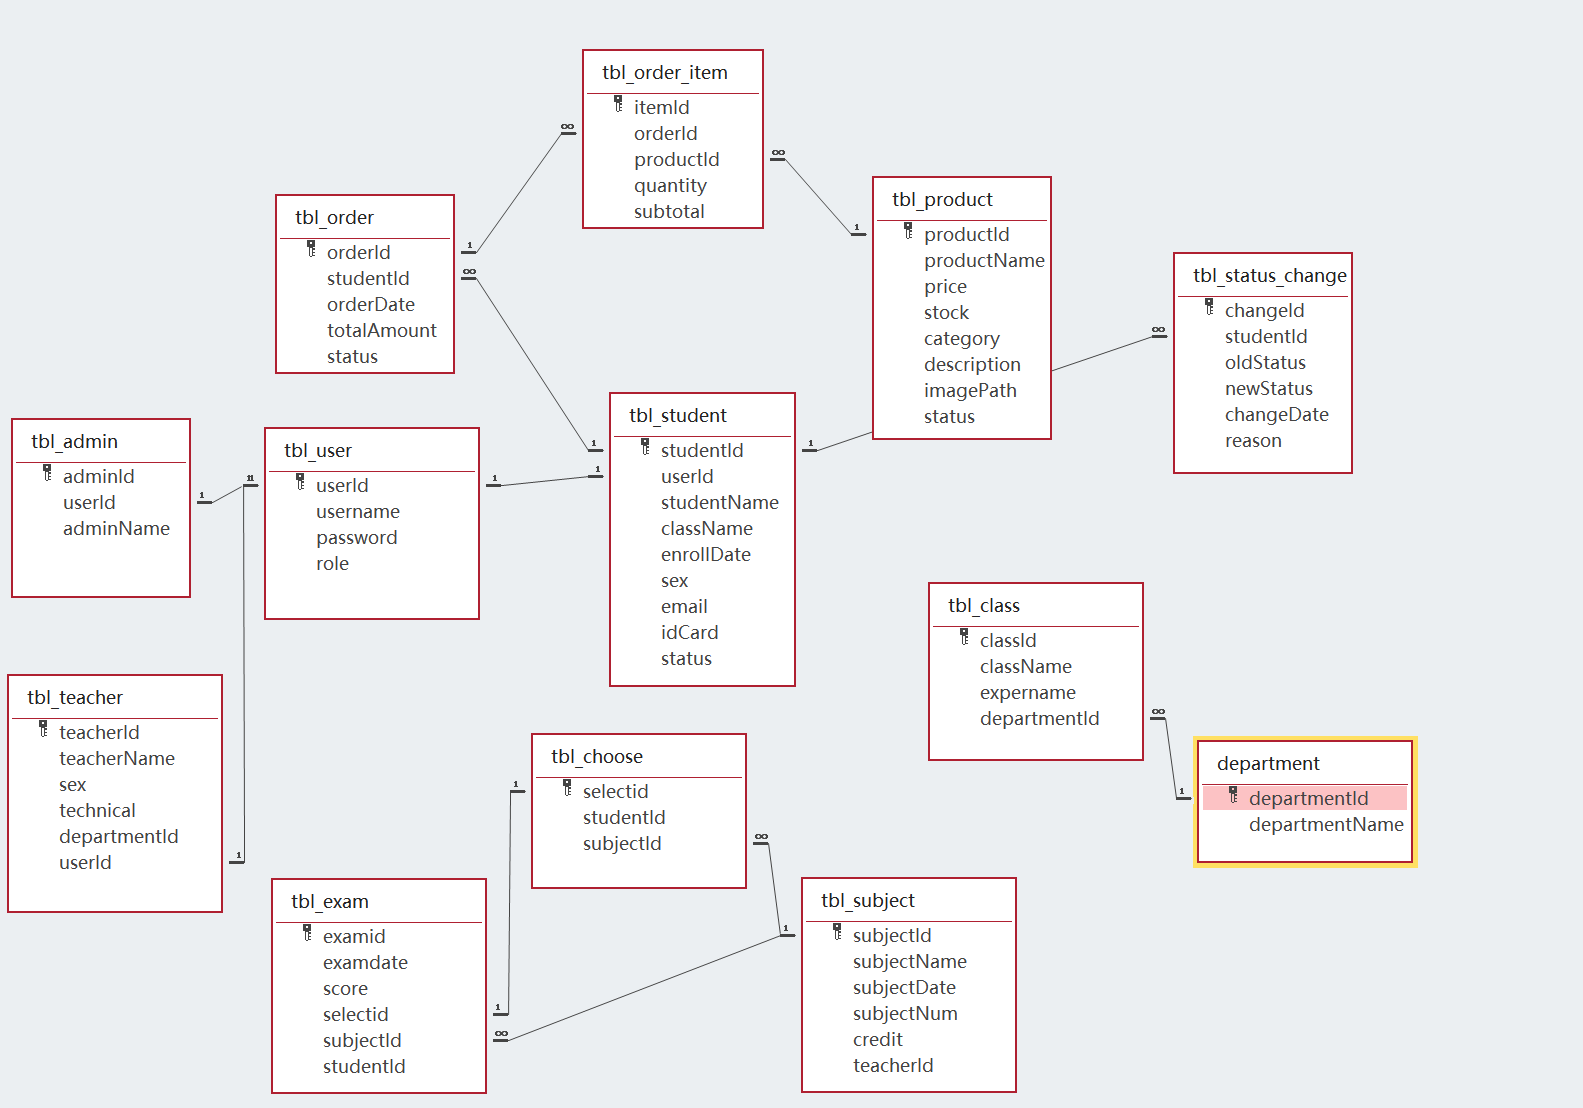 tbl_order_item
itemId
orderId
productId
quantity
subtotal
tbl_order
orderId
studentId
orderDate
totalAmount
status
tbl_product
productId
productName
price
stock
category
description
imagePath
status
tbl_status_change
changeId
studentId
oldStatus
newStatus
changeDate
reason
tbl_admin
adminId
userId
adminName
tbl_user
userId
username
password
role
tbl_student
studentId
userId
studentName
className
enrollDate
sex
email
idCard
status
tbl_class
classId
className
expername
departmentId
tbl_teacher
teacherId
teacherName
sex
technical
departmentId
userId
tbl_choose
selectid
studentId
subjectId
department
departmentId
departmentName
tbl_exam
examid
examdate
score
selectid
subjectId
studentId
tbl_subject
subjectId
subjectName
subjectDate
subjectNum
credit
teacherId
∞
1
∞
1
∞
1
1
1
1
11
1
1
∞
1
∞
1
1
∞
1
1
∞